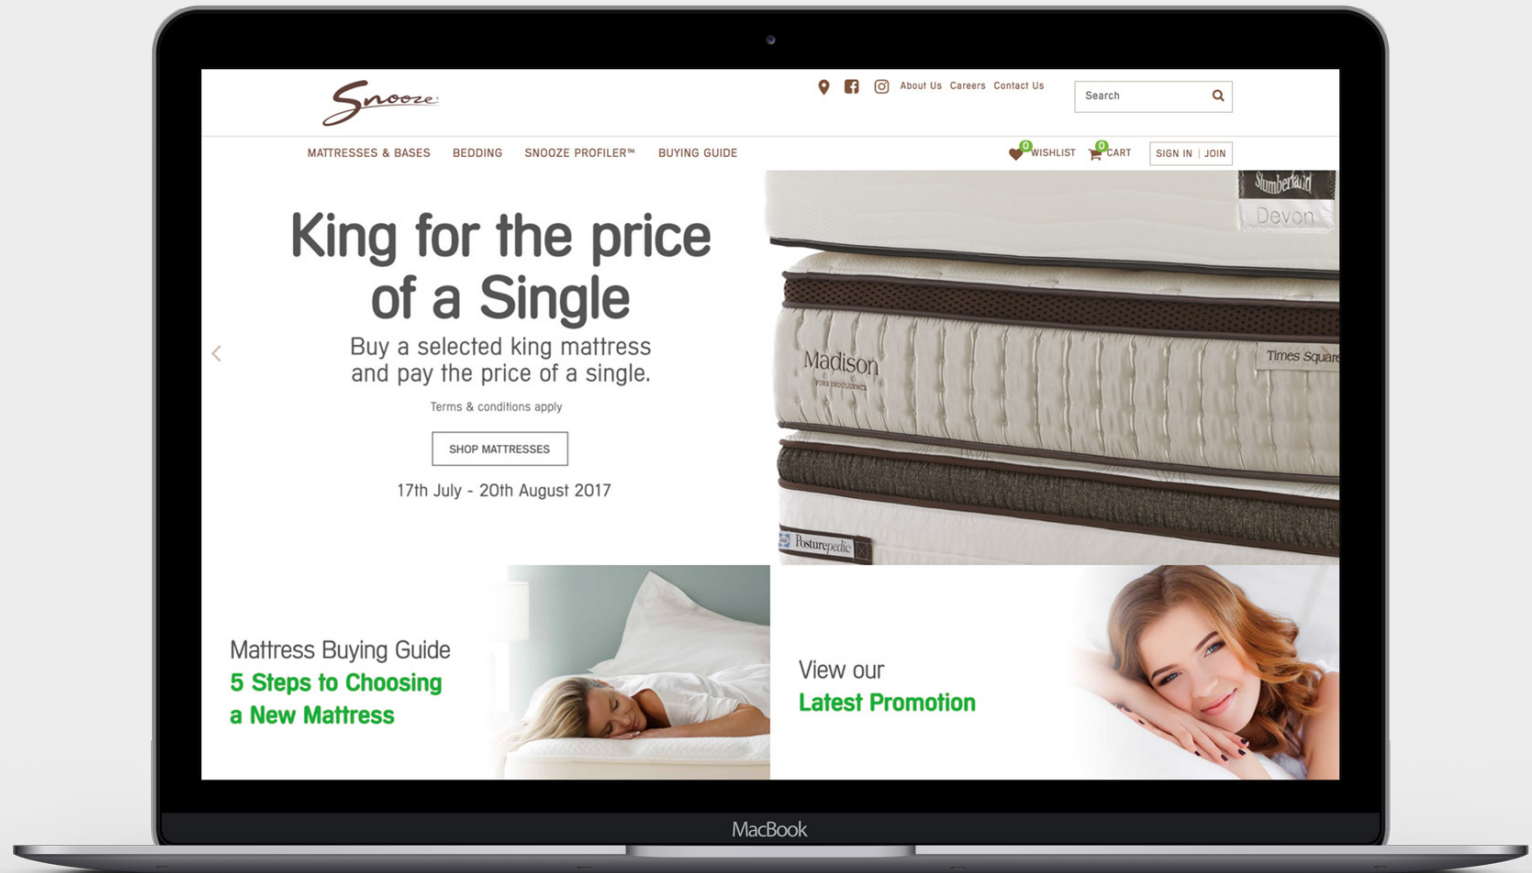 Snooze
About Us Careers Contact Us
Search
MATTRESSES & BASES BEDDING SNOOZE PROFILER™ BUYING GUIDE
0 WISHLIST 0 CART SIGN IN | JOIN
King for the price
of a Single
Buy a selected king mattress
and pay the price of a single.
Terms & conditions apply
SHOP MATTRESSES
17th July - 20th August 2017
Slumberland
Devon
Madison
PURE INDULGENCE
Times Square
Posturepedic
Mattress Buying Guide
5 Steps to Choosing
a New Mattress
View our
Latest Promotion
MacBook